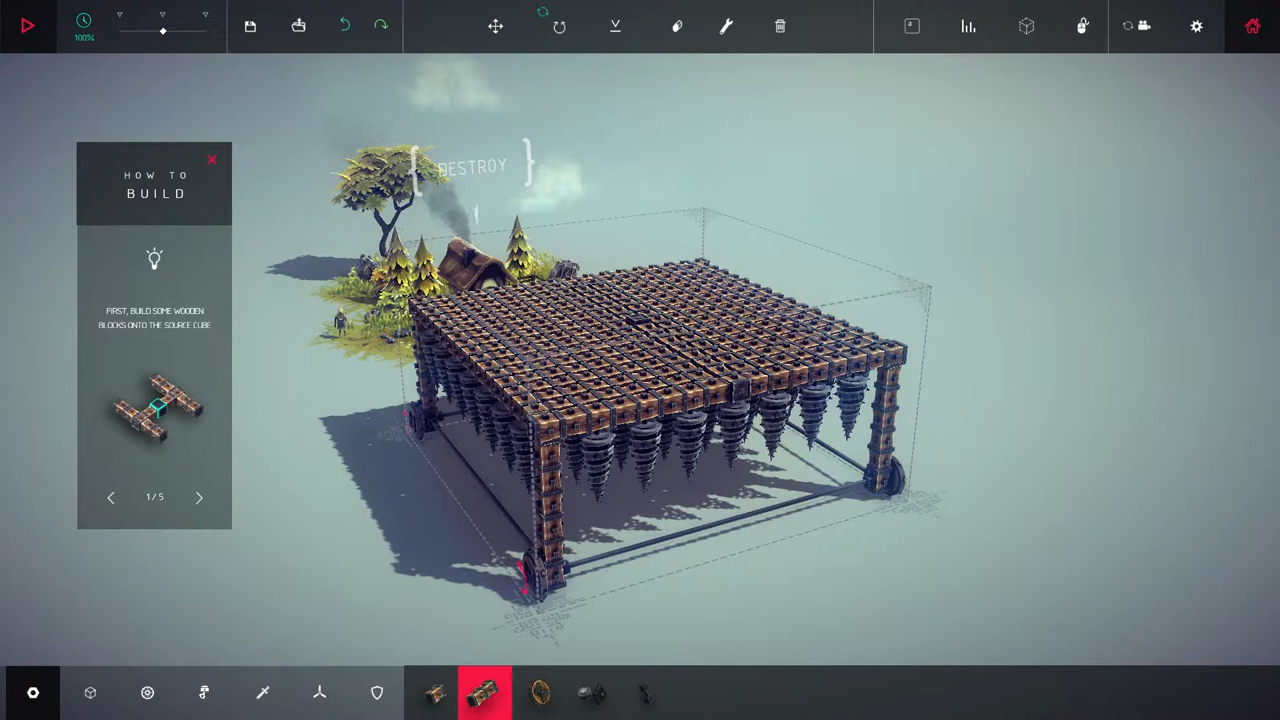 100%
DESTROY
HOW TO
BUILD
FIRST, BUILD SOME WOODEN
BLOCKS ONTO THE SOURCE CUBE
1/5